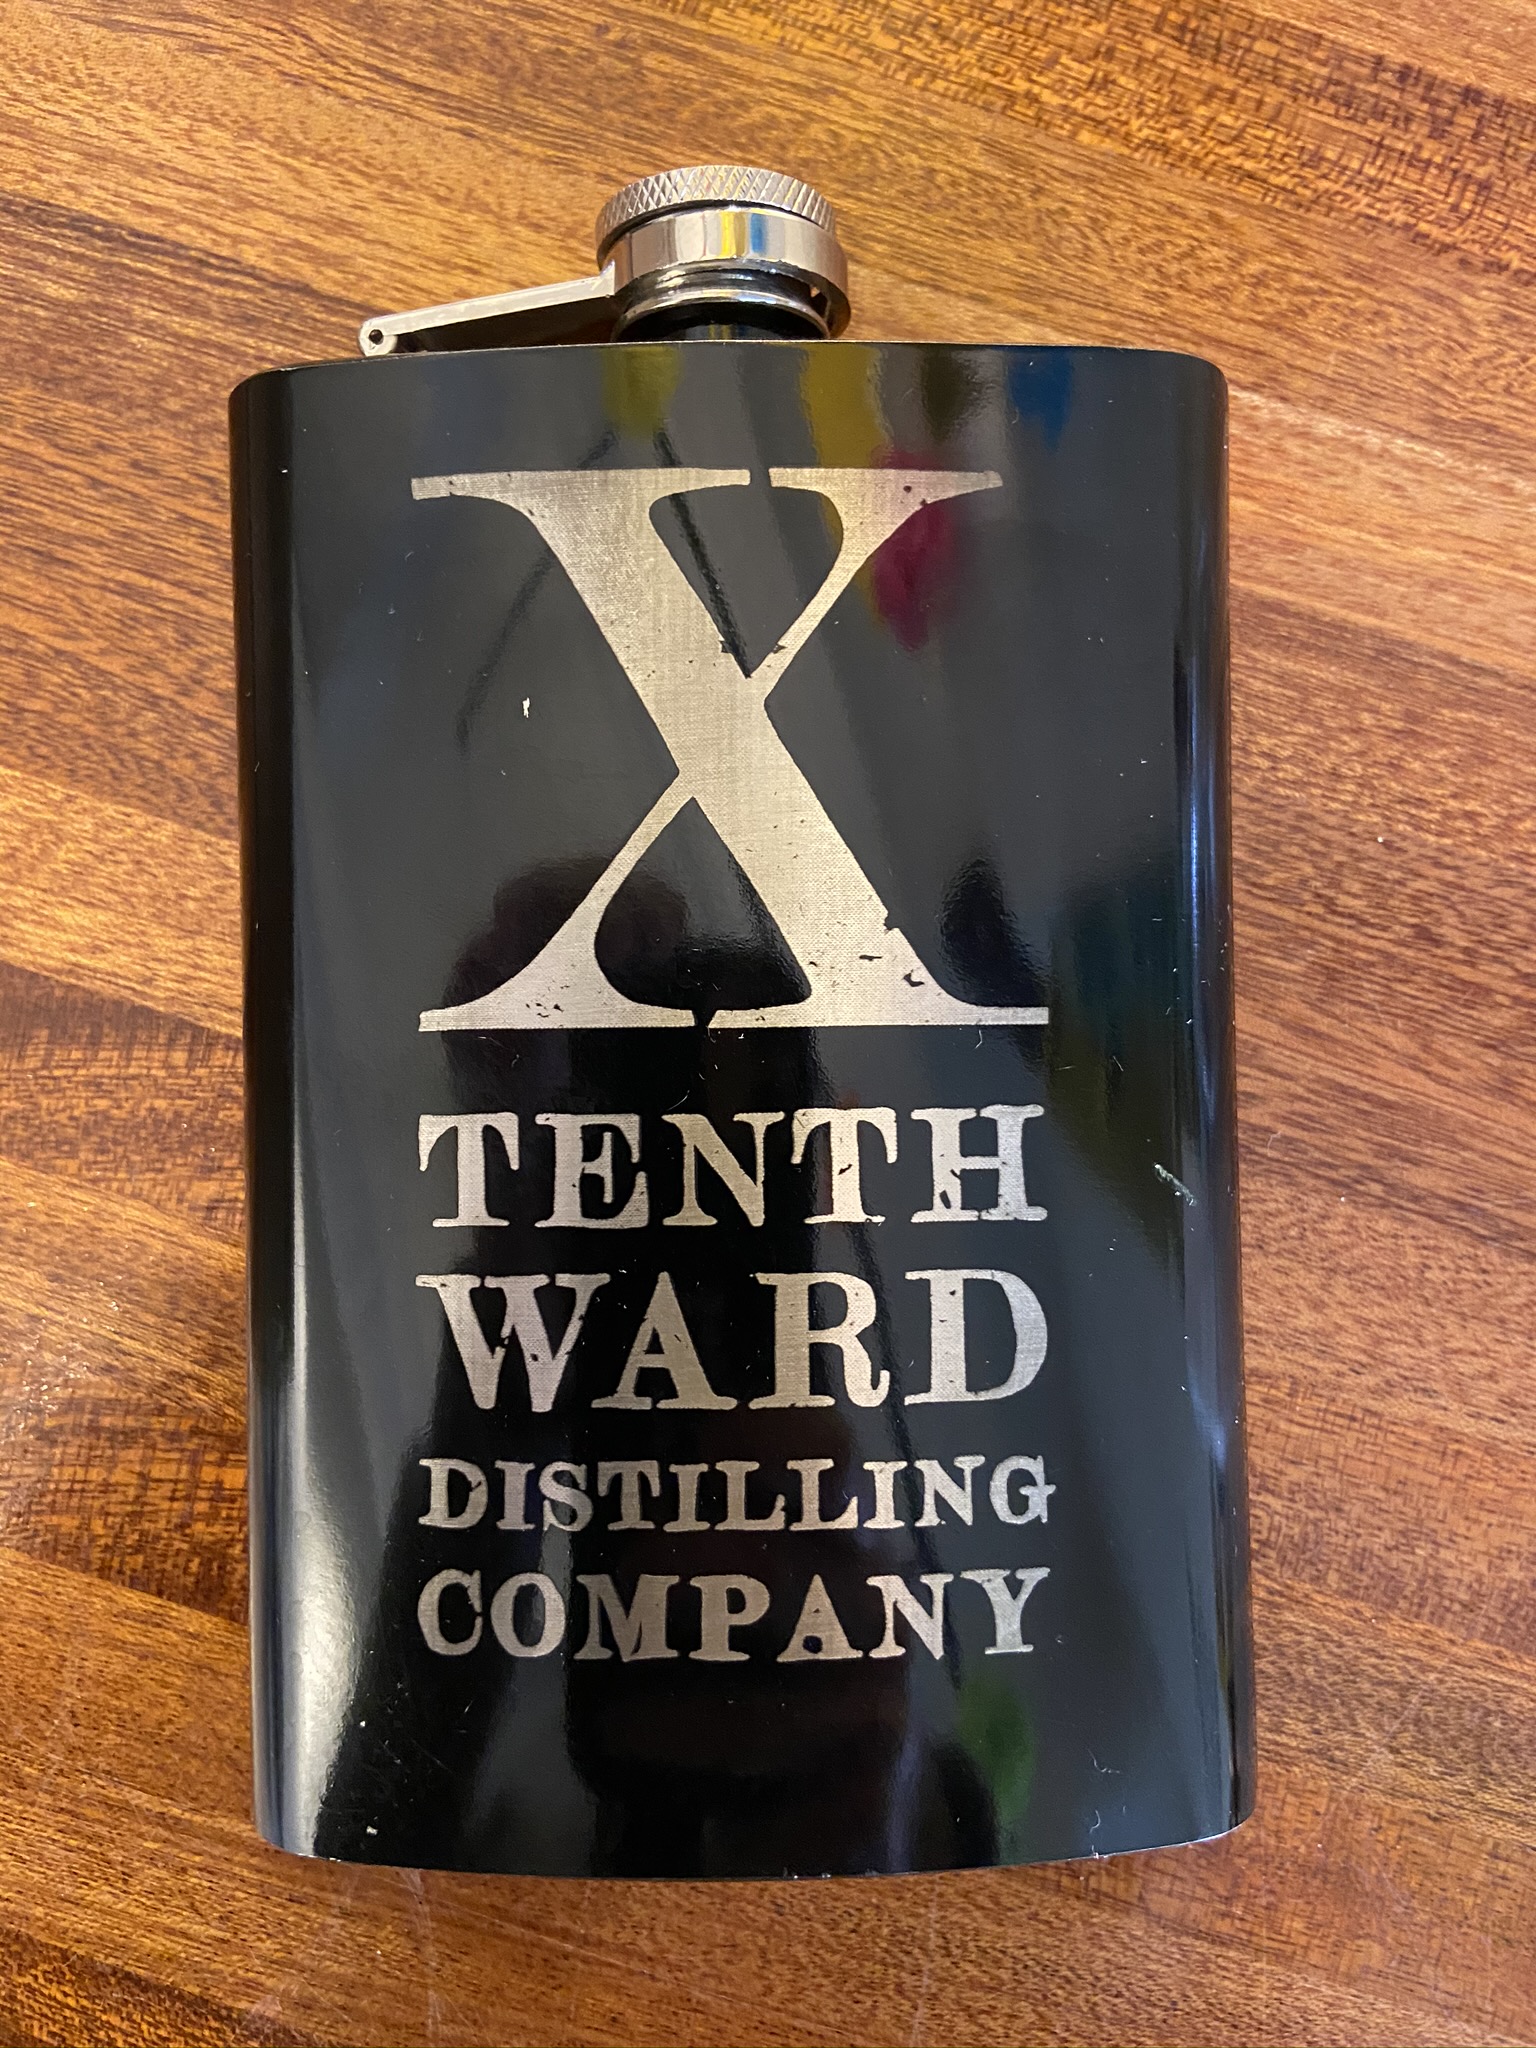 X
TENTH
WARD
DISTILLING
COMPANY